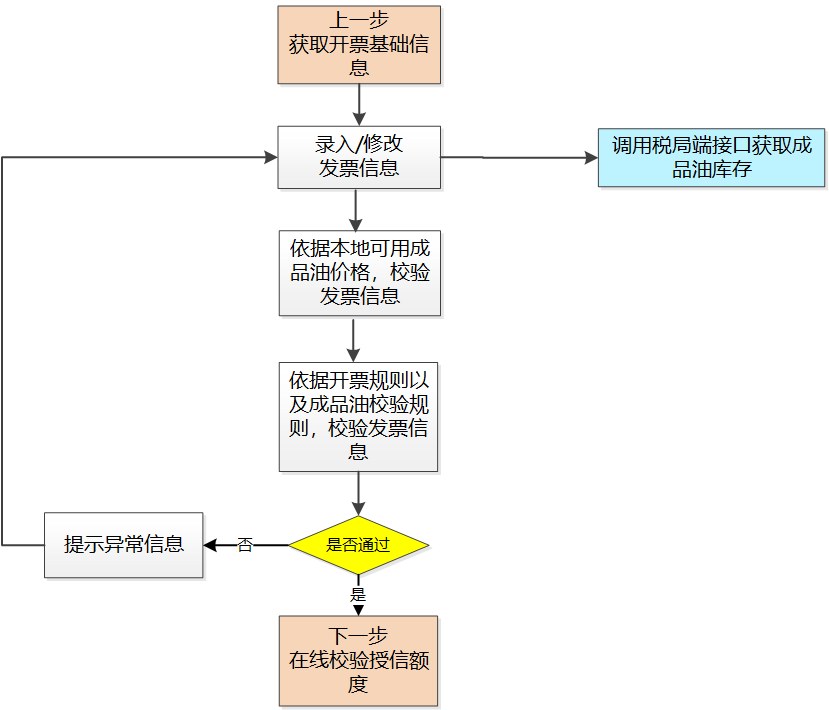 上一步
获取开票基础信
息
录入/修改
发票信息
调用税局端接口获取成
品油库存
依据本地可用成
品油价格，校验
发票信息
依据开票规则以
及成品油校验规
则，校验发票信
息
提示异常信息
否
是否通过
是
下一步
在线校验授信额
度